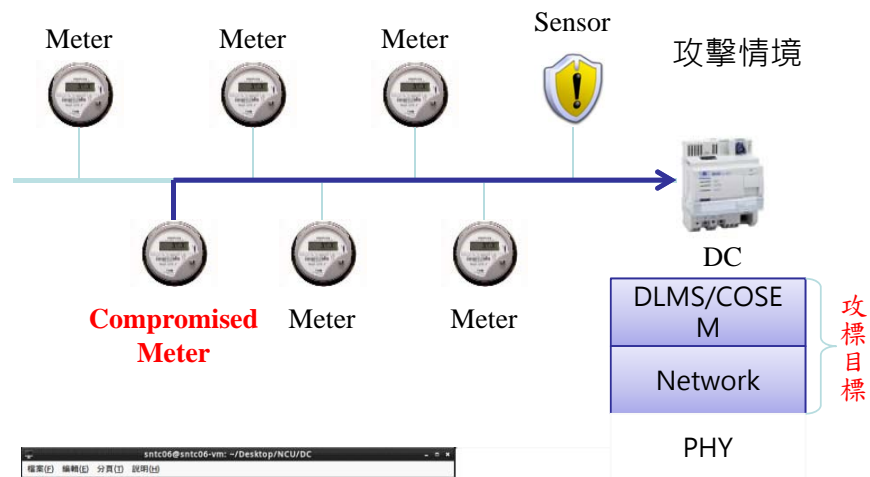 Meter
Meter
Meter
Sensor
攻擊情境
DC
Compromised
Meter
Meter
Meter
DLMS/COSE
M
Network
PHY
攻標目標
sntc06@sntc06-vm: ~/Desktop/NCU/DC
檔案(F) 編輯(E) 分頁(T) 說明(H)